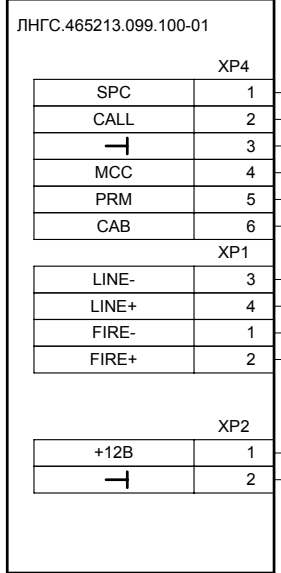 ЛНГС.465213.099.100-01
XP4
SPC 1
CALL 2
3
MCC 4
PRM 5
CAB 6
XP1
LINE- 3
LINE+ 4
FIRE- 1
FIRE+ 2
XP2
+12В 1
2